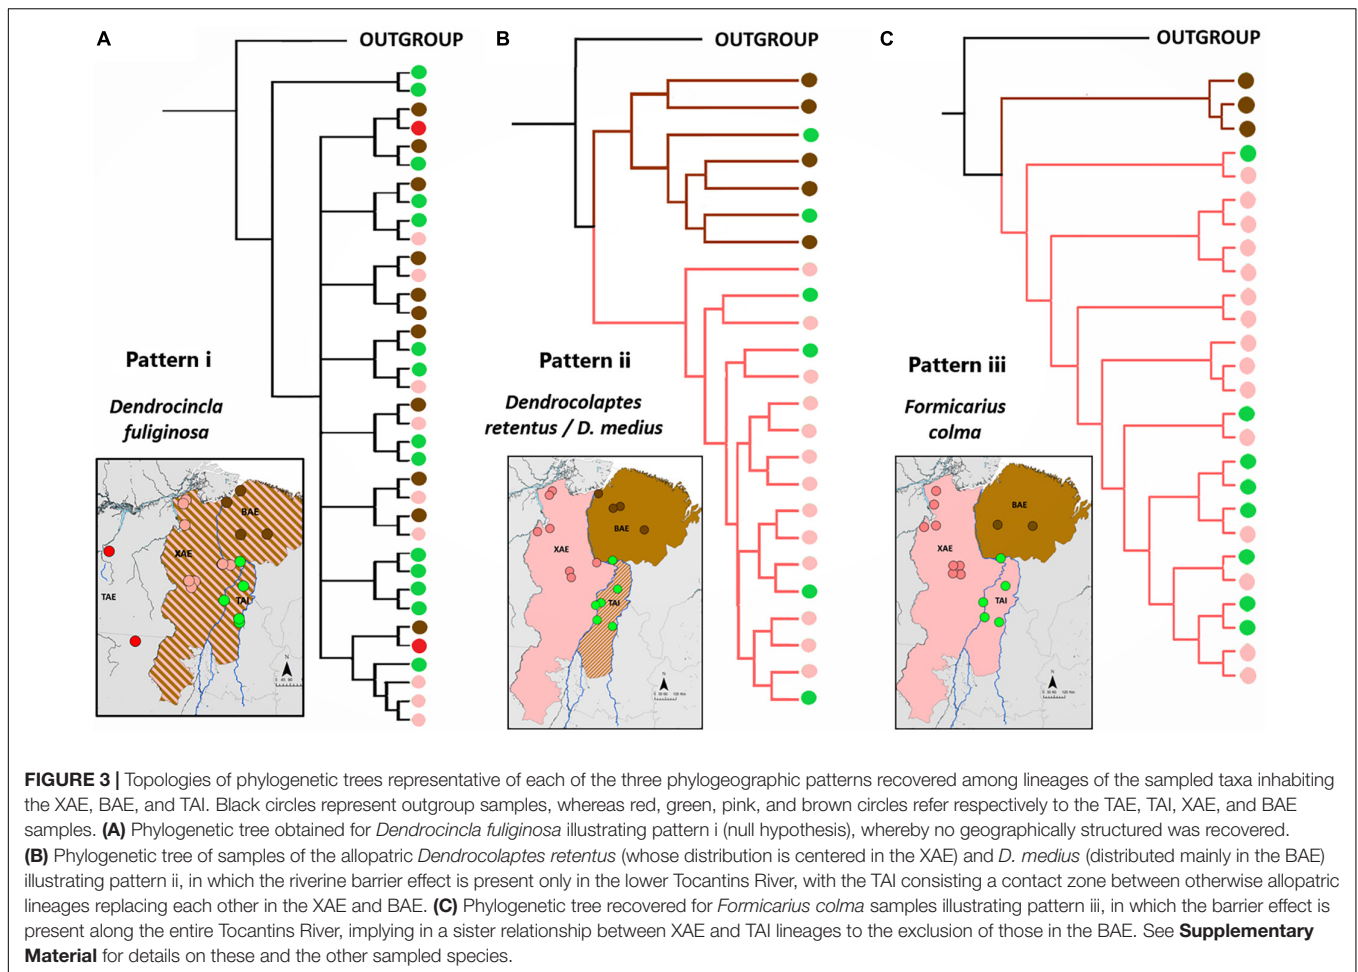 A
OUTGROUP
Pattern i
Dendrocincla
fuliginosa
BAE
XAE
TAE
TAI
N
B
OUTGROUP
Pattern ii
Dendrocolaptes
retentus / D. medius
BAE
XAE
TAI
N
C
OUTGROUP
Pattern iii
Formicarius
colma
BAE
XAE
TAI
N
FIGURE 3 | Topologies of phylogenetic trees representative of each of the three phylogeographic patterns recovered among lineages of the sampled taxa inhabiting
the XAE, BAE, and TAI. Black circles represent outgroup samples, whereas red, green, pink, and brown circles refer respectively to the TAE, TAI, XAE, and BAE
samples. (A) Phylogenetic tree obtained for Dendrocincla fuliginosa illustrating pattern i (null hypothesis), whereby no geographically structured was recovered.
(B) Phylogenetic tree of samples of the allopatric Dendrocolaptes retentus (whose distribution is centered in the XAE) and D. medius (distributed mainly in the BAE)
illustrating pattern ii, in which the riverine barrier effect is present only in the lower Tocantins River, with the TAI consisting a contact zone between otherwise allopatric
lineages replacing each other in the XAE and BAE. (C) Phylogenetic tree recovered for Formicarius colma samples illustrating pattern iii, in which the barrier effect is
present along the entire Tocantins River, implying in a sister relationship between XAE and TAI lineages to the exclusion of those in the BAE. See Supplementary
Material for details on these and the other sampled species.